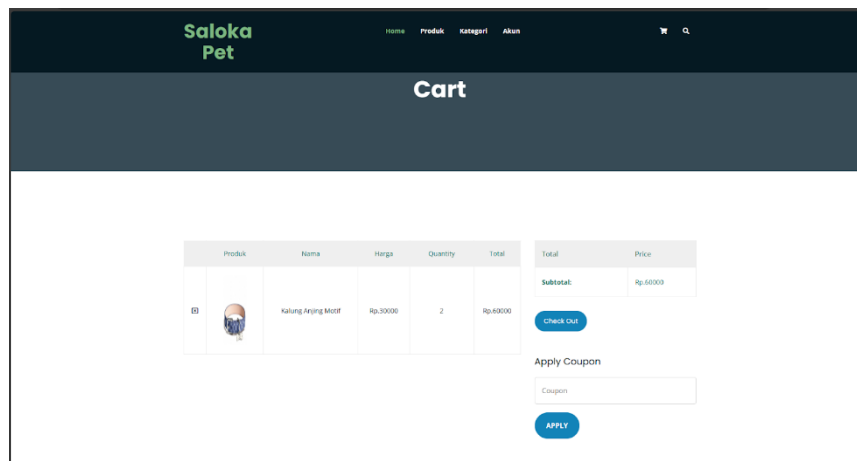 Saloka
Pet
Home Produk Kategori Akun
Cart
Produk Nama Harga Quantity Total
Kalung Anjing Motif Rp.30000 2 Rp.60000
Total Price
Subtotal: Rp.60000
Check Out
Apply Coupon
Coupon
APPLY